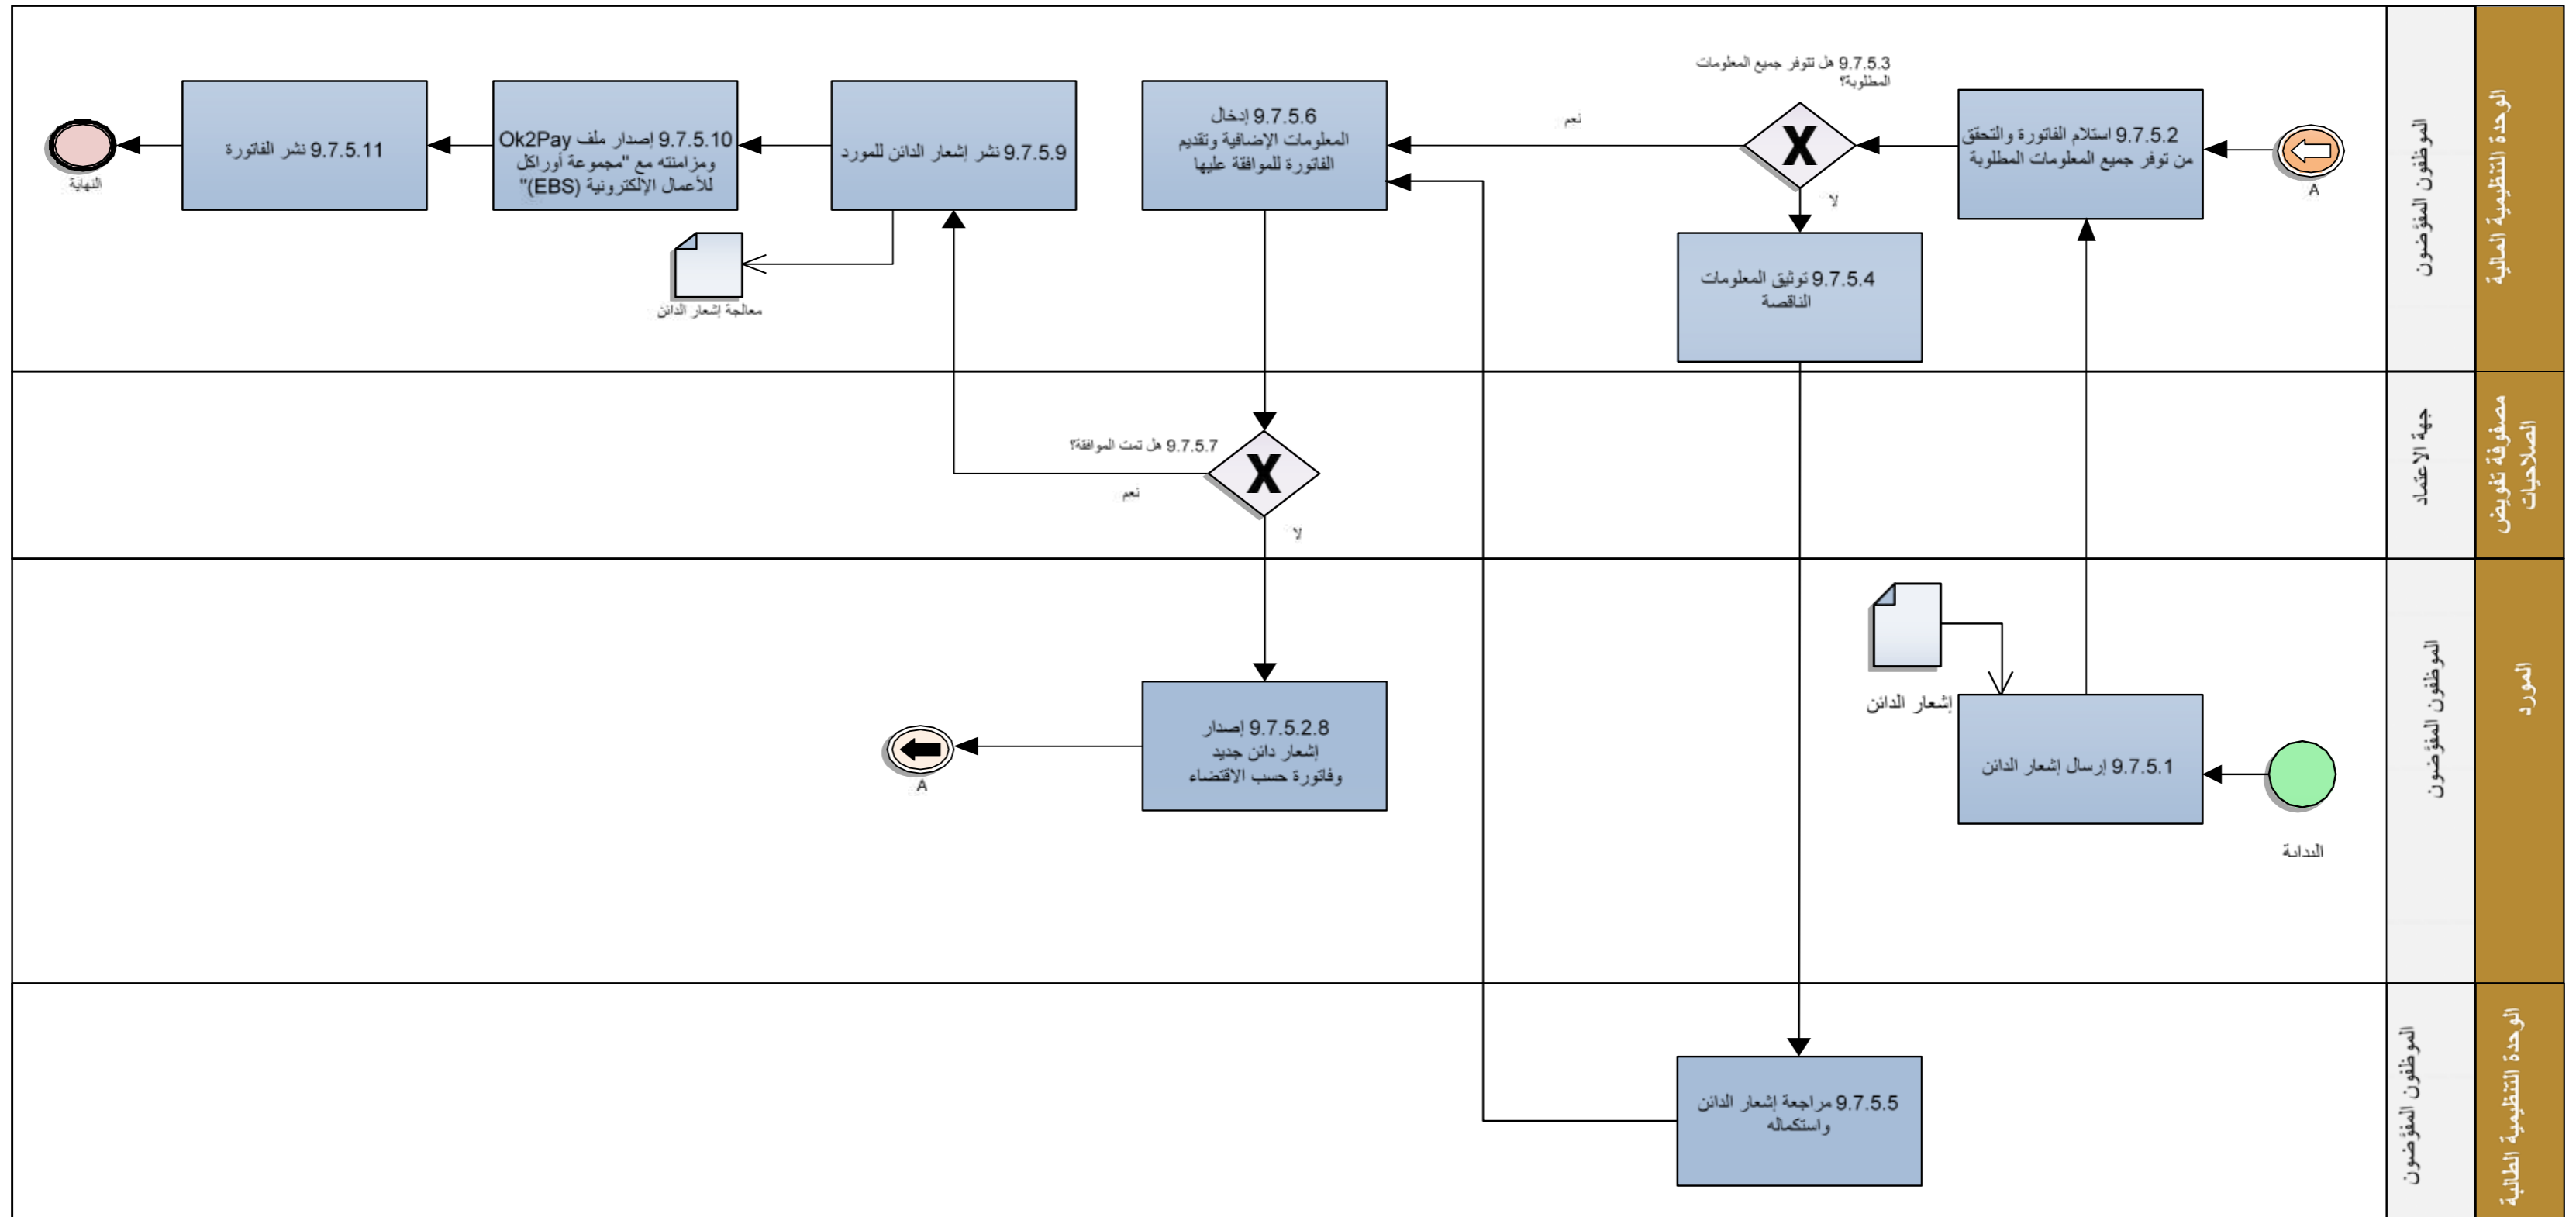 الوحدة التنظيمية المالية
الموظفون المفوَّضون
A
9.7.5.2 استلام الفاتورة والتحقق
من توفر جميع المعلومات المطلوبة
9.7.5.3 هل تتوفر جميع المعلومات
المطلوبة؟
نعم
لا
9.7.5.4 توثيق المعلومات
الناقصة
9.7.5.6 إدخال
المعلومات الإضافية وتقديم
الفاتورة للموافقة عليها
9.7.5.9 نشر إشعار الدائن للمورد
معالجة إشعار الدائن
9.7.5.10 إصدار ملف Ok2Pay
ومزامنته مع "مجموعة أوراكل
للأعمال الإلكترونية (EBS)"
9.7.5.11 نشر الفاتورة
النهاية
مصفوفة تفويض
الصلاحيات
جهة الاعتماد
9.7.5.7 هل تمت الموافقة؟
نعم
لا
المورد
الموظفون المفوَّضون
البداية
9.7.5.1 إرسال إشعار الدائن
إشعار الدائن
9.7.5.2.8 إصدار
إشعار دائن جديد
وفاتورة حسب الاقتضاء
A
الوحدة التنظيمية الطالبة
الموظفون المفوَّضون
9.7.5.5 مراجعة إشعار الدائن
واستكماله